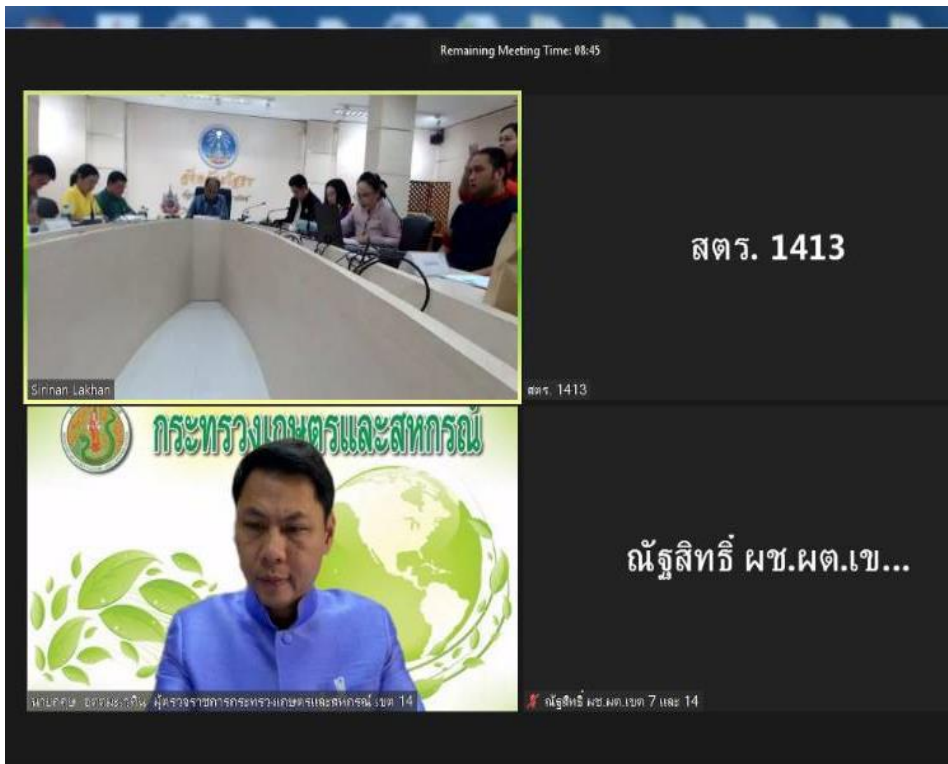 Remaining Meeting Time: 08:45
สตร. 1413
Sirinan Lakhan
สตร. 1413
กระทรวงเกษตรและสหกรณ์
ณัฐสิทธิ์ ผช.ผต.เข...
ผู้ตรวจราชการกระทรวงเกษตรและสหกรณ์ เขต 14
ณัฐสิทธิ์ ผช.ผต.เขต 7 และ 14